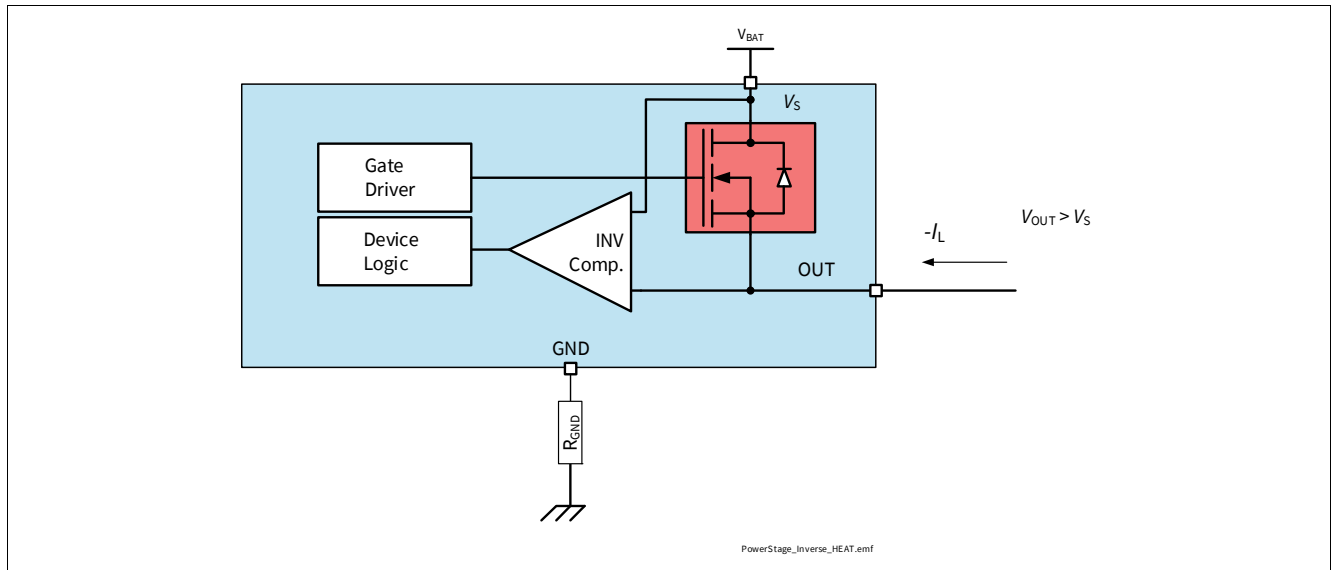 VBAT
VS
Gate
Driver
Device
Logic
INV
Comp.
OUT
-IL
VOUT > VS
GND
RGND
PowerStage_Inverse_HEAT.emf